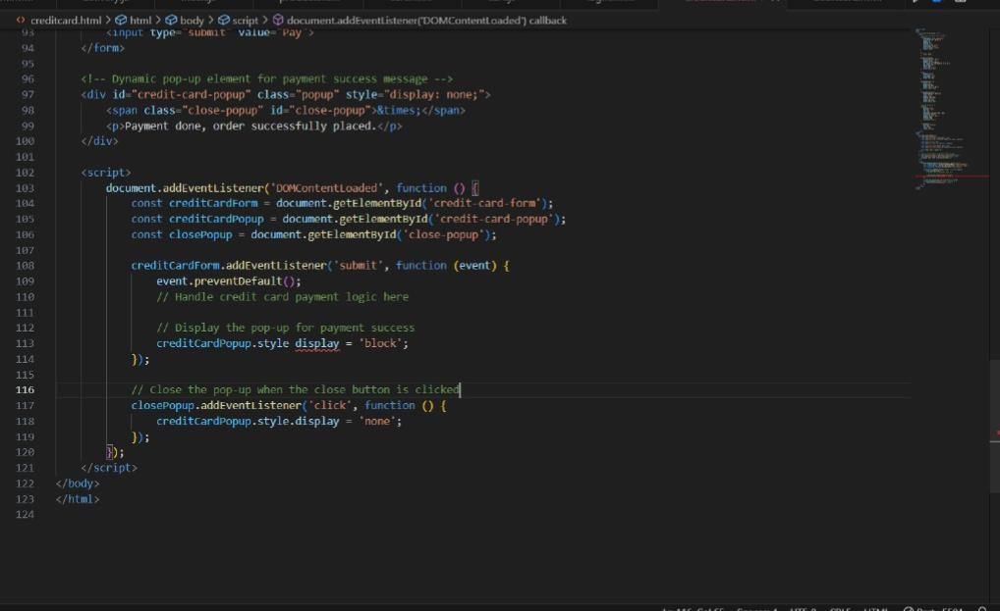 creditcard.html > html > body > script > document.addEventListener('DOMContentLoaded') callback
93 <input type="submit" value="Pay">
94 </form>
95
96 <!-- Dynamic pop-up element for payment success message -->
97 <div id="credit-card-popup" class="popup" style="display: none;">
98 <span class="close-popup" id="close-popup">&times;</span>
99 <p>Payment done, order successfully placed.</p>
100 </div>
101
102 <script>
103 document.addEventListener('DOMContentLoaded', function () {
104 const creditCardForm = document.getElementById('credit-card-form');
105 const creditCardPopup = document.getElementById('credit-card-popup');
106 const closePopup = document.getElementById('close-popup');
107
108 creditCardForm.addEventListener('submit', function (event) {
109 event.preventDefault();
110 // Handle credit card payment logic here
111
112 // Display the pop-up for payment success
113 creditCardPopup.style display = 'block';
114 });
115
116 // Close the pop-up when the close button is clicked
117 closePopup.addEventListener('click', function () {
118 creditCardPopup.style.display = 'none';
119 });
120 });
121 </script>
122 </body>
123 </html>
124